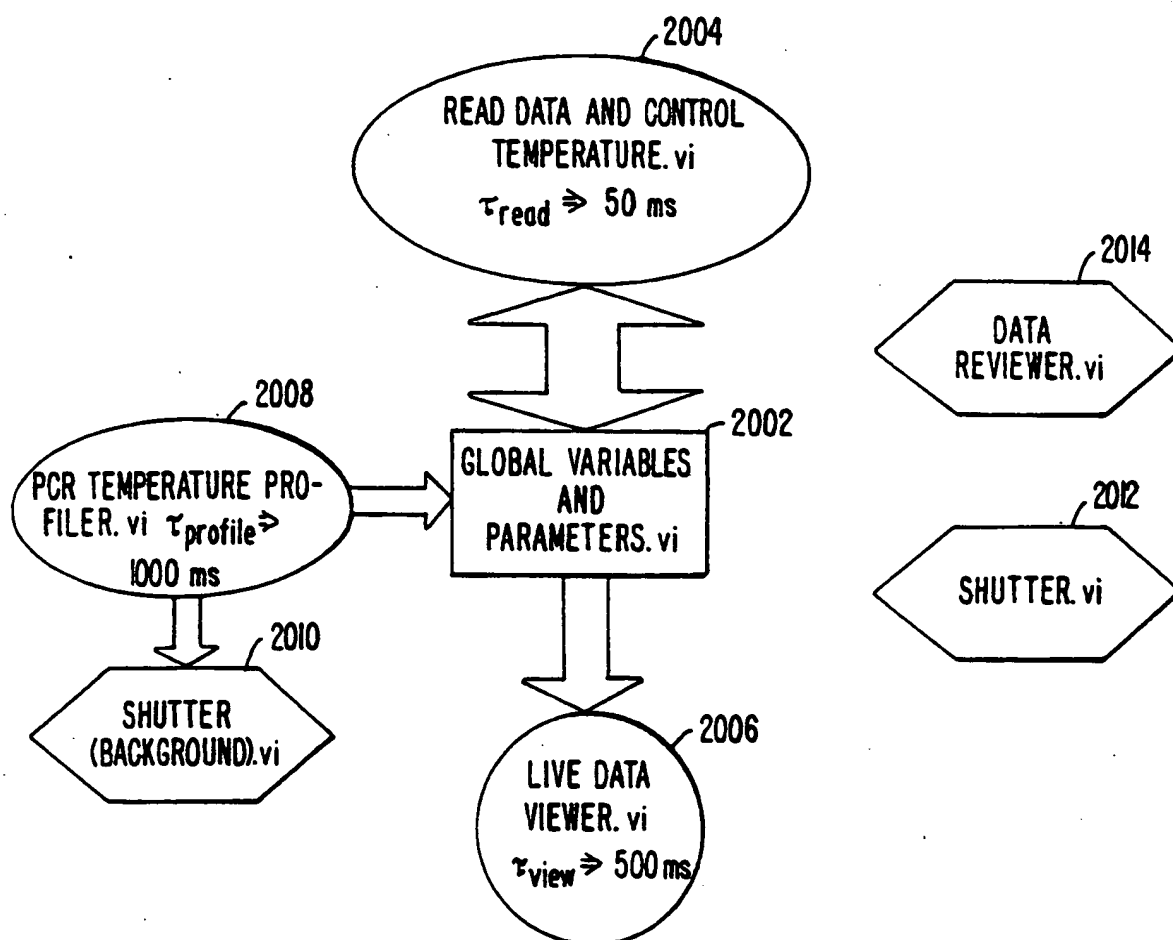 2004
READ DATA AND CONTROL
TEMPERATURE.vi
τread ⇛ 50 ms
2014
DATA
REVIEWER.vi
2008
PCR TEMPERATURE PRO-
FILER.vi τprofile ⇛
1000 ms
2002
GLOBAL VARIABLES
AND
PARAMETERS.vi
2012
SHUTTER.vi
2010
SHUTTER
(BACKGROUND).vi
2006
LIVE DATA
VIEWER.vi
τview ⇛ 500 ms